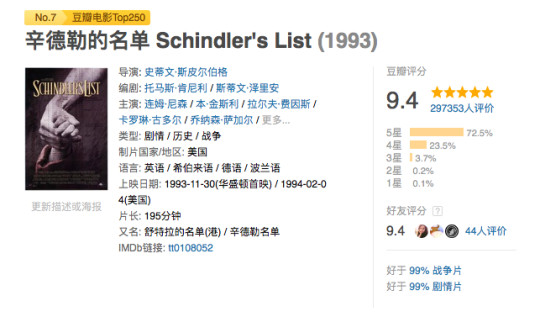 No.7 豆瓣电影Top250
辛德勒的名单 Schindler's List (1993)
SCHINDLER'S LIST
更新描述或海报
导演: 史蒂文·斯皮尔伯格
编剧: 托马斯·肯尼利 / 斯蒂文·泽里安
主演: 连姆·尼森 / 本·金斯利 / 拉尔夫·费因斯 /
卡罗琳·古多尔 / 乔纳森·萨加尔 / 更多...
类型: 剧情 / 历史 / 战争
制片国家/地区: 美国
语言: 英语 / 希伯来语 / 德语 / 波兰语
上映日期: 1993-11-30(华盛顿首映) / 1994-02-0
4(美国)
片长: 195分钟
又名: 舒特拉的名单(港) / 辛德勒名单
IMDb链接: tt0108052
豆瓣评分
9.4
297353人评价
5星 72.5%
4星 23.5%
3星 3.7%
2星 0.2%
1星 0.1%
好友评分 ?
9.4 44人评价
好于 99% 战争片
好于 99% 剧情片